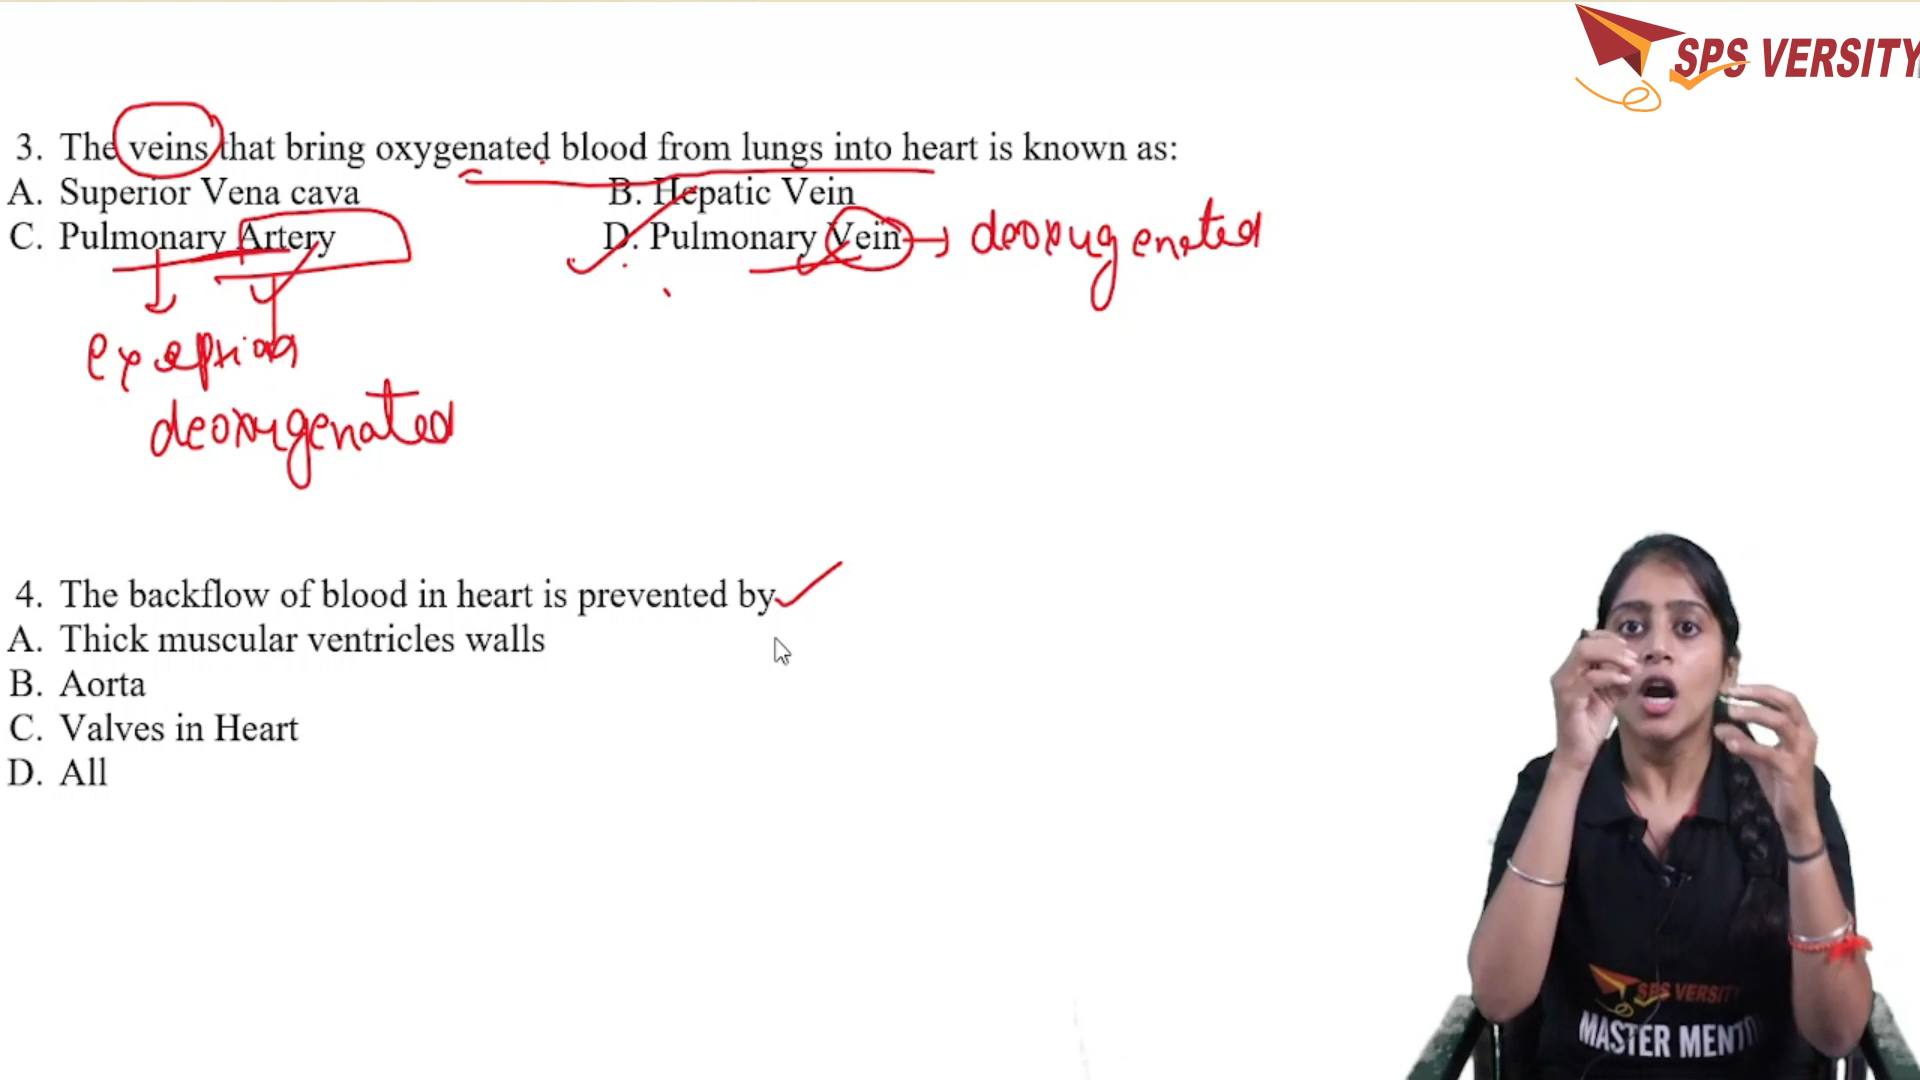 SPS VERSITY
3. The veins that bring oxygenated blood from lungs into heart is known as:
A. Superior Vena cava B. Hepatic Vein
C. Pulmonary Artery D. Pulmonary Vein → deoxygenated
exception
deoxygenated
4. The backflow of blood in heart is prevented by
A. Thick muscular ventricles walls
B. Aorta
C. Valves in Heart
D. All
SPS VERSIT
MASTER MENTO